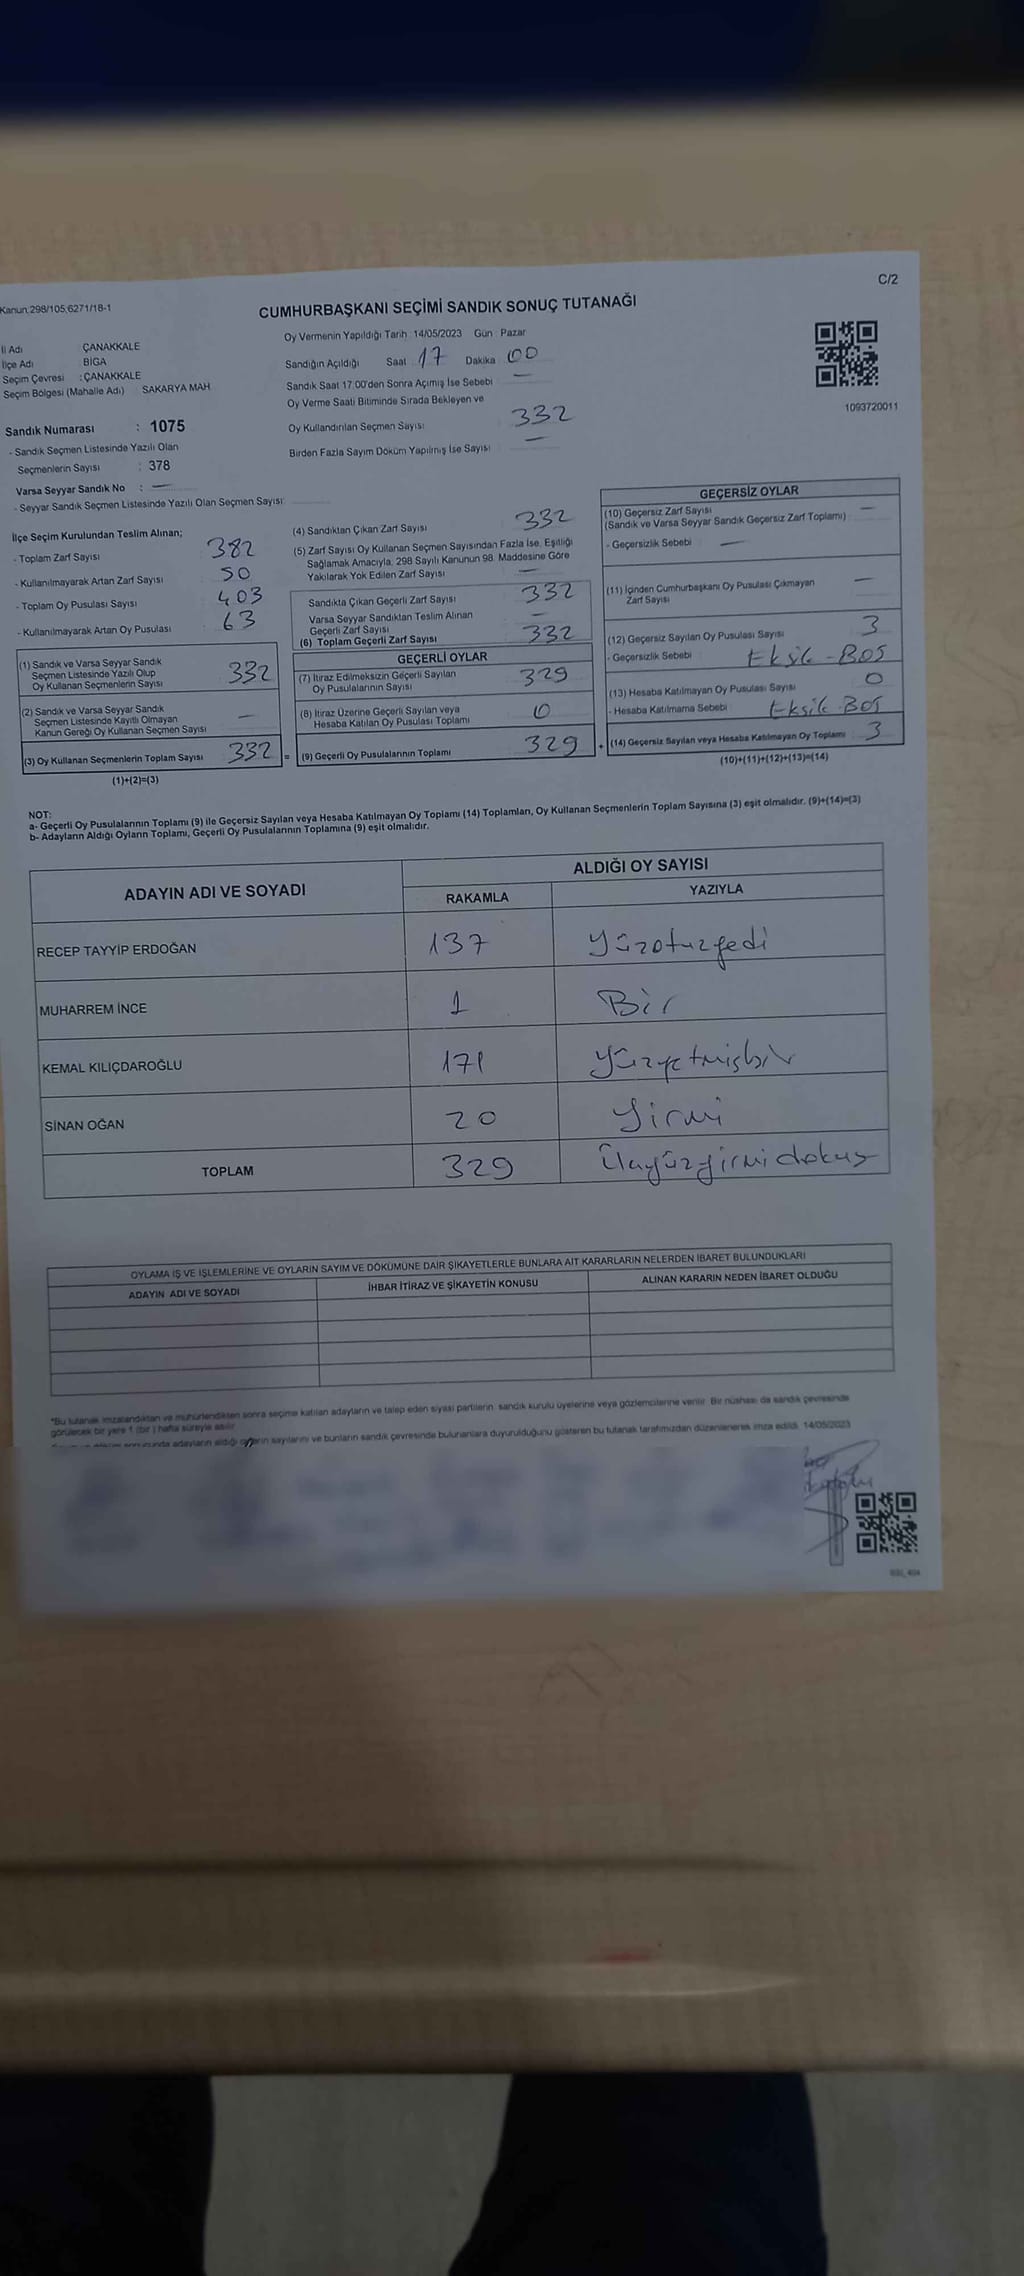 C/2
Kanun:298/105,6271/18-1
CUMHURBAŞKANI SEÇİMİ SANDIK SONUÇ TUTANAĞI
İl Adı : ÇANAKKALE
İlçe Adı : BİGA
Seçim Çevresi : ÇANAKKALE
Seçim Bölgesi (Mahalle Adı) SAKARYA MAH
Sandık Numarası : 1075
- Sandık Seçmen Listesinde Yazılı Olan
Seçmenlerin Sayısı : 378
Varsa Seyyar Sandık No : —
- Seyyar Sandık Seçmen Listesinde Yazılı Olan Seçmen Sayısı:
Oy Vermenin Yapıldığı Tarih : 14/05/2023 Gün : Pazar
Sandığın Açıldığı Saat 17 Dakika 00
Sandık Saat 17:00'den Sonra Açılmış İse Sebebi —
Oy Verme Saati Bitiminde Sırada Bekleyen ve
Oy Kullandırılan Seçmen Sayısı 332
Birden Fazla Sayım Döküm Yapılmış İse Sayısı —
1093720011
İlçe Seçim Kurulundan Teslim Alınan;
- Toplam Zarf Sayısı : 382
- Kullanılmayarak Artan Zarf Sayısı : 50
- Toplam Oy Pusulası Sayısı : 403
- Kullanılmayarak Artan Oy Pusulası : 63
(1) Sandık ve Varsa Seyyar Sandık
Seçmen Listesinde Yazılı Olup
Oy Kullanan Seçmenlerin Sayısı 332
(2) Sandık ve Varsa Seyyar Sandık
Seçmen Listesinde Kayıtlı Olmayan
Kanun Gereği Oy Kullanan Seçmen Sayısı —
(3) Oy Kullanan Seçmenlerin Toplam Sayısı 332 =
(1)+(2)=(3)
(4) Sandıktan Çıkan Zarf Sayısı 332
(5) Zarf Sayısı Oy Kullanan Seçmen Sayısından Fazla İse, Eşitliği
Sağlamak Amacıyla, 298 Sayılı Kanunun 98. Maddesine Göre
Yakılarak Yok Edilen Zarf Sayısı —
Sandıkta Çıkan Geçerli Zarf Sayısı 332
Varsa Seyyar Sandıktan Teslim Alınan
Geçerli Zarf Sayısı —
(6) Toplam Geçerli Zarf Sayısı 332
GEÇERLİ OYLAR
(7) İtiraz Edilmeksizin Geçerli Sayılan
Oy Pusulalarının Sayısı 329
(8) İtiraz Üzerine Geçerli Sayılan veya
Hesaba Katılan Oy Pusulası Toplamı 0
(9) Geçerli Oy Pusulalarının Toplamı 329 +
GEÇERSİZ OYLAR
(10) Geçersiz Zarf Sayısı —
(Sandık ve Varsa Seyyar Sandık Geçersiz Zarf Toplamı)
- Geçersizlik Sebebi —
(11) İçinden Cumhurbaşkanı Oy Pusulası Çıkmayan
Zarf Sayısı —
(12) Geçersiz Sayılan Oy Pusulası Sayısı 3
- Geçersizlik Sebebi Eksik - BOŞ
(13) Hesaba Katılmayan Oy Pusulası Sayısı 0
- Hesaba Katılmama Sebebi Eksik BOŞ
(14) Geçersiz Sayılan veya Hesaba Katılmayan Oy Toplamı 3
(10)+(11)+(12)+(13)=(14)
NOT:
a- Geçerli Oy Pusulalarının Toplamı (9) ile Geçersiz Sayılan veya Hesaba Katılmayan Oy Toplamı (14) Toplamları, Oy Kullanan Seçmenlerin Toplam Sayısına (3) eşit olmalıdır. (9)+(14)=(3)
b- Adayların Aldığı Oyların Toplamı, Geçerli Oy Pusulalarının Toplamına (9) eşit olmalıdır.
ADAYIN ADI VE SOYADI ALDIĞI OY SAYISI
RAKAMLA YAZIYLA
RECEP TAYYİP ERDOĞAN 137 Yüzotuzyedi
MUHARREM İNCE 1 Bir
KEMAL KILIÇDAROĞLU 171 Yüzyetmişbir
SİNAN OĞAN 20 Yirmi
TOPLAM 329 Üçyüzyirmidokuz
OYLAMA İŞ VE İŞLEMLERİNE VE OYLARIN SAYIM VE DÖKÜMÜNE DAİR ŞİKAYETLERLE BUNLARA AİT KARARLARIN NELERDEN İBARET BULUNDUKLARI
ADAYIN ADI VE SOYADI İHBAR İTİRAZ VE ŞİKAYETİN KONUSU ALINAN KARARIN NEDEN İBARET OLDUĞU
*Bu tutanak imzalandıktan ve mühürlendikten sonra seçime katılan adayların ve talep eden siyasi partilerin, sandık kurulu üyelerine veya gözlemcilerine verilir. Bir nüshası da sandık çevresinde
görülecek bir yere 1 (bir) hafta süreyle asılır.
adayların aldığı oyların sayılarını ve bunların sandık çevresinde bulunanlara duyurulduğunu gösteren bu tutanak tarafımızdan düzenlenerek imza edildi. 14/05/2023